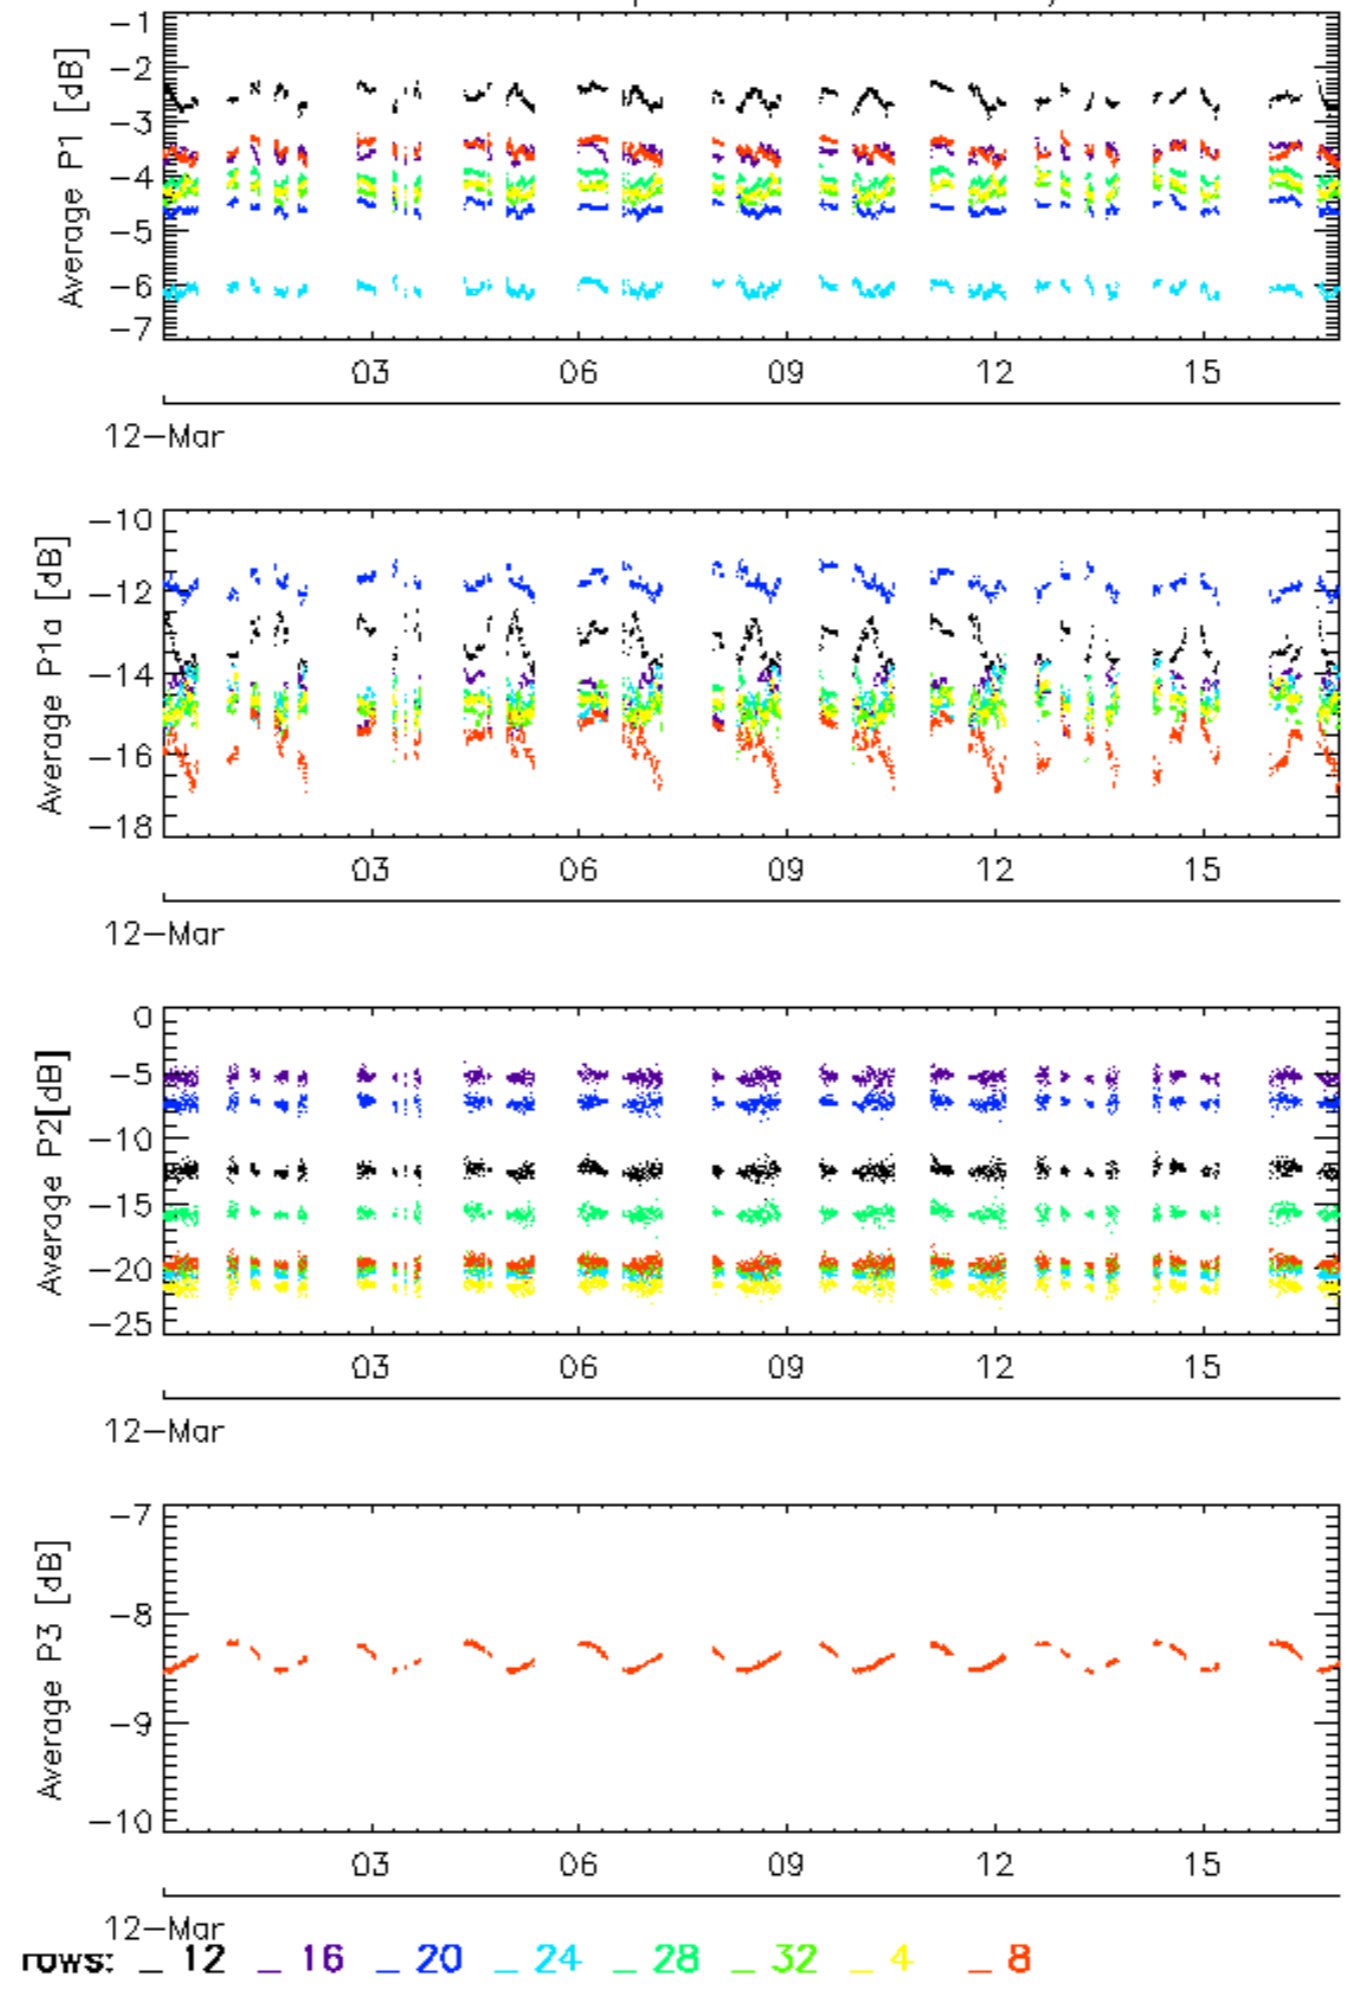 Average P1 [dB]
−1
−2
−3
−4
−5
−6
−7
03 06 09 12 15
12−Mar
Average P1a [dB]
−10
−12
−14
−16
−18
03 06 09 12 15
12−Mar
Average P2[dB]
0
−5
−10
−15
−20
−25
03 06 09 12 15
12−Mar
Average P3 [dB]
−7
−8
−9
−10
03 06 09 12 15
12−Mar
rows: _ 12 _ 16 _ 20 _ 24 _ 28 _ 32 _ 4 _ 8